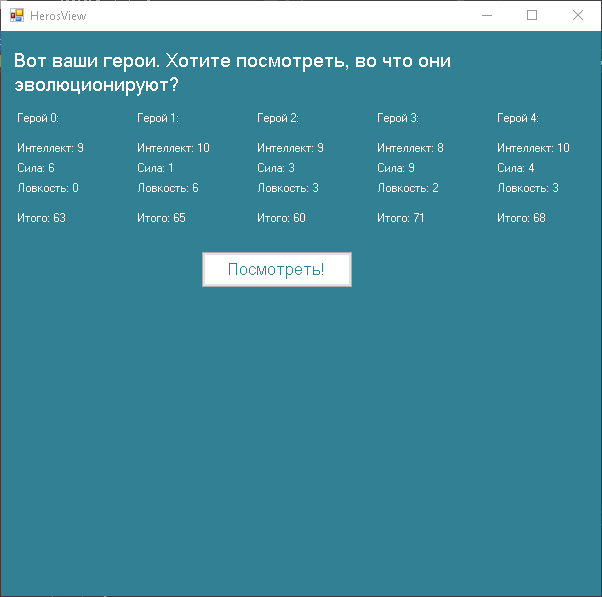 HerosView
Вот ваши герои. Хотите посмотреть, во что они
эволюционируют?
Герой 0: Герой 1: Герой 2: Герой 3: Герой 4:
Интеллект: 9 Интеллект: 10 Интеллект: 9 Интеллект: 8 Интеллект: 10
Сила: 6 Сила: 1 Сила: 3 Сила: 9 Сила: 4
Ловкость: 0 Ловкость: 6 Ловкость: 3 Ловкость: 2 Ловкость: 3
Итого: 63 Итого: 65 Итого: 60 Итого: 71 Итого: 68
Посмотреть!